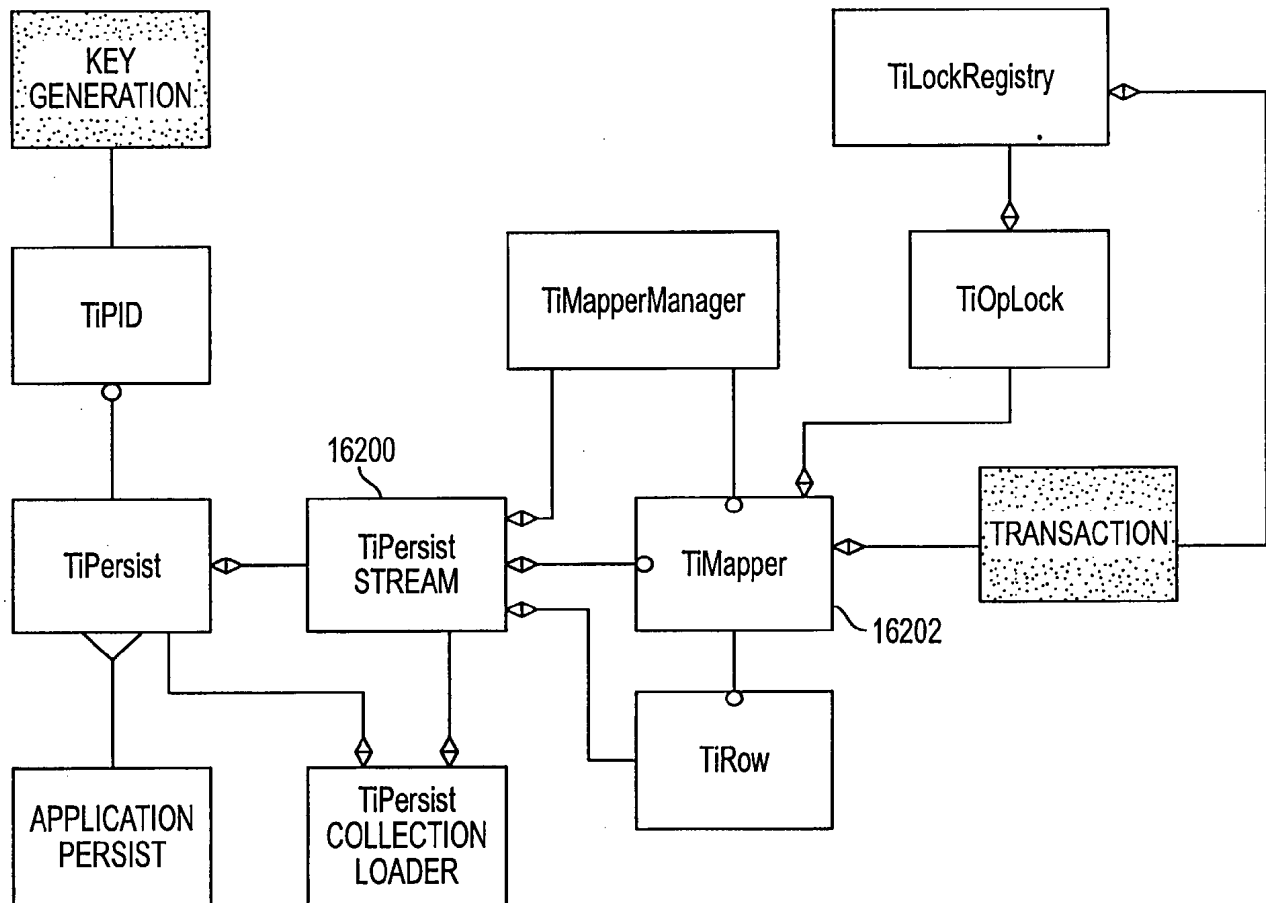 KEY
GENERATION
TiLockRegistry
TiPID
TiMapperManager
TiOpLock
16200
TiPersist
TiPersist
STREAM
TiMapper
TRANSACTION
16202
APPLICATION
PERSIST
TiPersist
COLLECTION
LOADER
TiRow